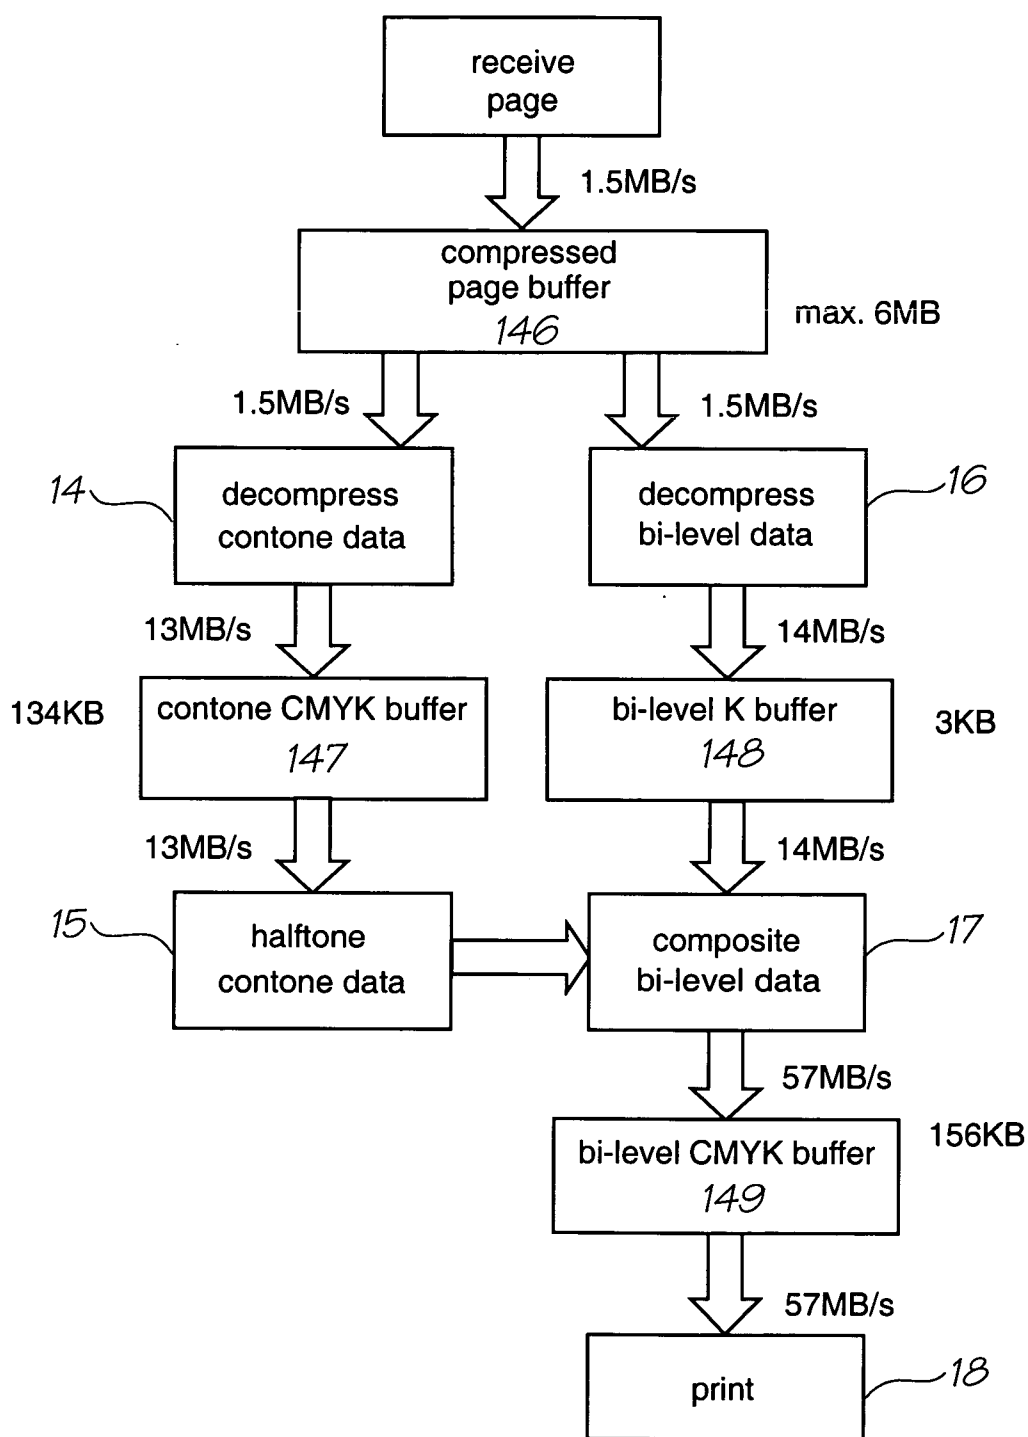 receive
page
1.5MB/s
compressed
page buffer
146
max. 6MB
1.5MB/s
1.5MB/s
14
decompress
contone data
decompress
bi-level data
16
13MB/s
14MB/s
134KB
contone CMYK buffer
147
bi-level K buffer
148
3KB
13MB/s
14MB/s
15
halftone
contone data
composite
bi-level data
17
57MB/s
bi-level CMYK buffer
149
156KB
57MB/s
print
18